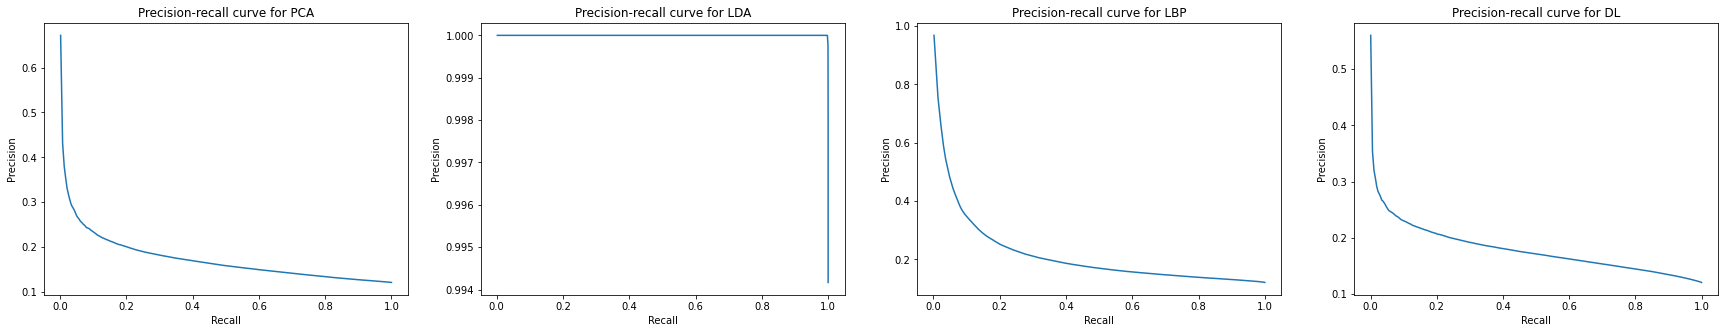 Precision-recall curve for PCA
Precision
0.6
0.5
0.4
0.3
0.2
0.1
0.0 0.2 0.4 0.6 0.8 1.0
Recall
Precision-recall curve for LDA
Precision
1.000
0.999
0.998
0.997
0.996
0.995
0.994
0.0 0.2 0.4 0.6 0.8 1.0
Recall
Precision-recall curve for LBP
Precision
1.0
0.8
0.6
0.4
0.2
0.0 0.2 0.4 0.6 0.8 1.0
Recall
Precision-recall curve for DL
Precision
0.5
0.4
0.3
0.2
0.1
0.0 0.2 0.4 0.6 0.8 1.0
Recall